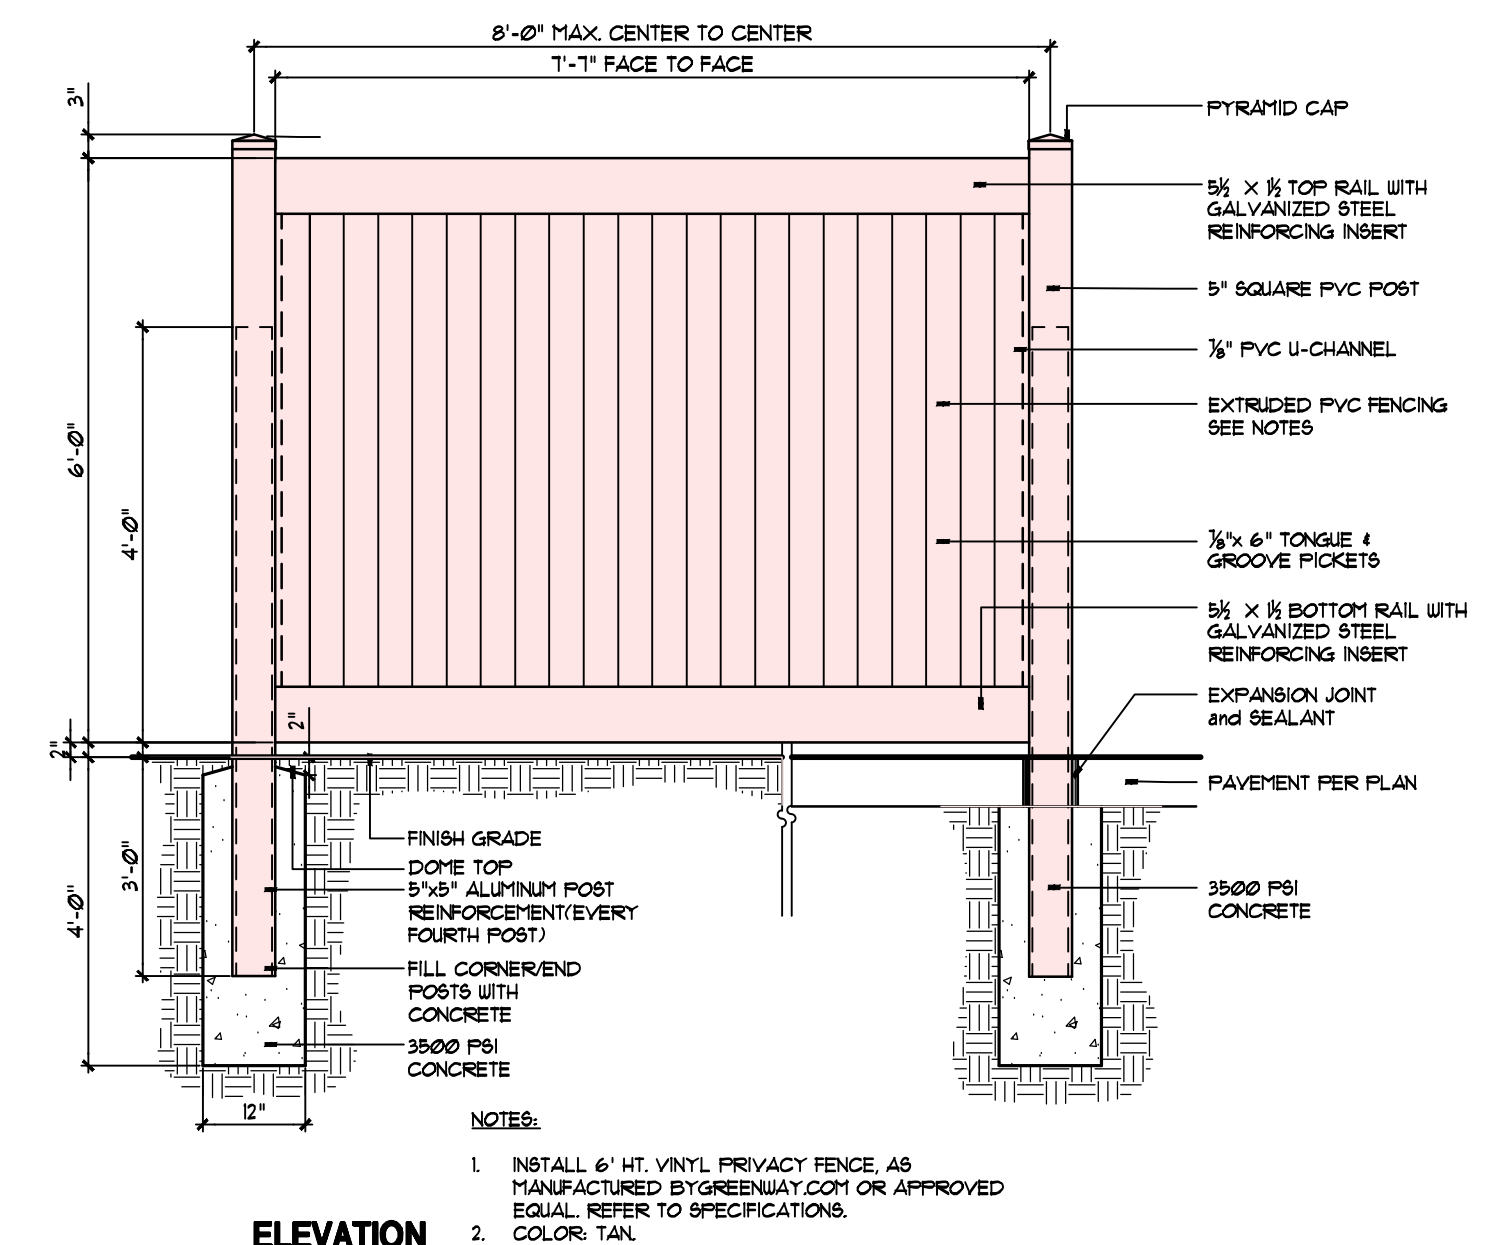 8'-0" MAX. CENTER TO CENTER
7'-7" FACE TO FACE
3"
6'-0"
4'-0"
2"
2"
3'-0"
4'-0"
12"
PYRAMID CAP
5½ X 1½ TOP RAIL WITH
GALVANIZED STEEL
REINFORCING INSERT
5" SQUARE PVC POST
⅞" PVC U-CHANNEL
EXTRUDED PVC FENCING
SEE NOTES
⅞"x 6" TONGUE &
GROOVE PICKETS
5½ X 1½ BOTTOM RAIL WITH
GALVANIZED STEEL
REINFORCING INSERT
EXPANSION JOINT
and SEALANT
PAVEMENT PER PLAN
3500 PSI
CONCRETE
FINISH GRADE
DOME TOP
5"x5" ALUMINUM POST
REINFORCEMENT(EVERY
FOURTH POST)
FILL CORNER/END
POSTS WITH
CONCRETE
3500 PSI
CONCRETE
NOTES:
1. INSTALL 6' HT. VINYL PRIVACY FENCE, AS
MANUFACTURED BYGREENWAY.COM OR APPROVED
EQUAL. REFER TO SPECIFICATIONS.
2. COLOR: TAN.
ELEVATION